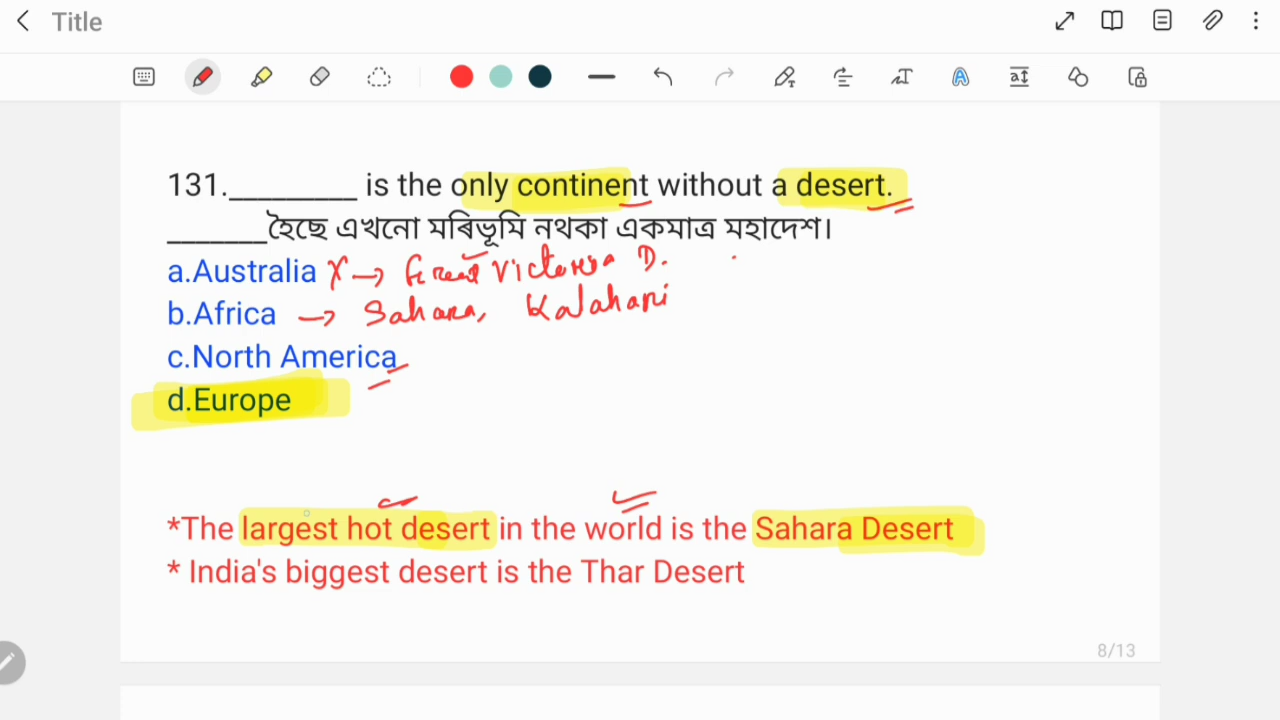 Title
131._________ is the only continent without a desert.
_______হৈছে এখনো মৰিভূমি নথকা একমাত্ৰ মহাদেশ।
a.Australia X → Great Victoria D.
b.Africa → Sahara, Kalahari
c.North America
d.Europe
*The largest hot desert in the world is the Sahara Desert
* India's biggest desert is the Thar Desert
8/13